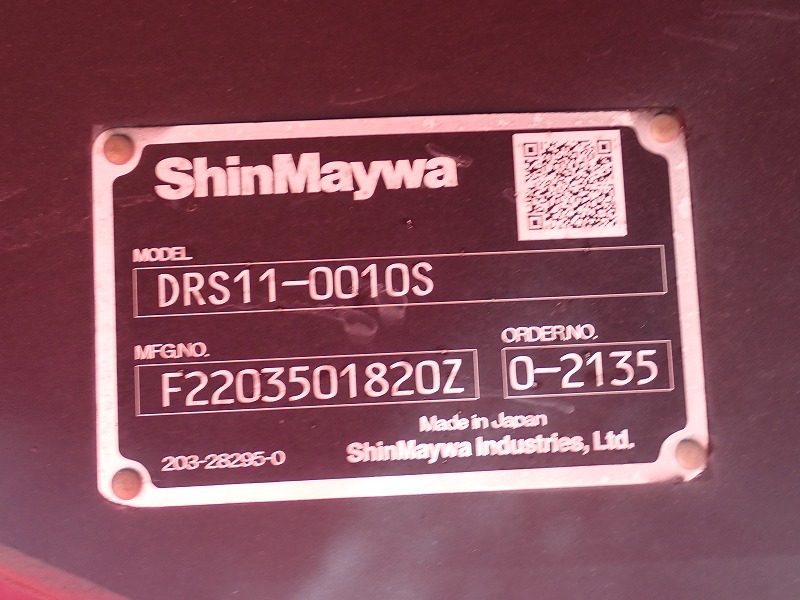 ShinMaywa
MODEL
DRS11-0010S
MFG.NO.
F2203501820Z
ORDER.NO.
0-2135
Made in Japan
203-28295-0
ShinMaywa Industries, Ltd.